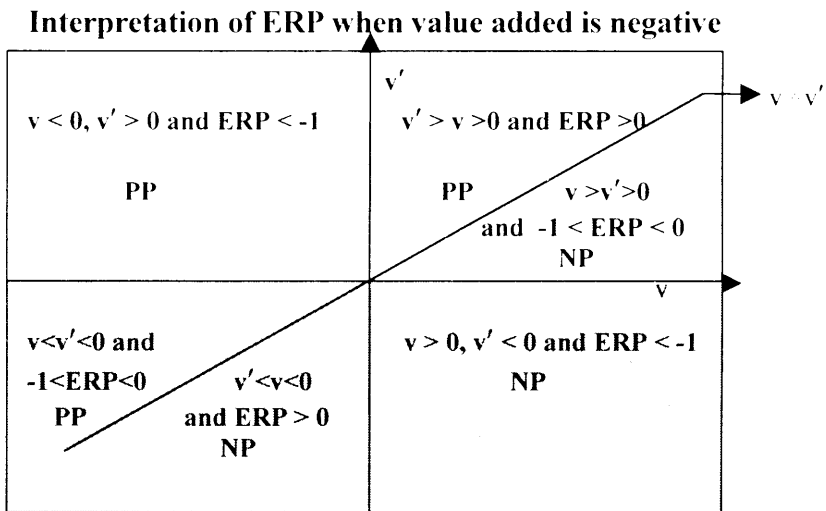 Interpretation of ERP when value added is negative
v′
v v′
v < 0, v′ > 0 and ERP < -1
PP
v′ > v >0 and ERP >0
PP
v >v′>0
and -1 < ERP < 0
NP
v
v<v′<0 and
-1<ERP<0
PP
v′<v<0
and ERP > 0
NP
v > 0, v′ < 0 and ERP < -1
NP